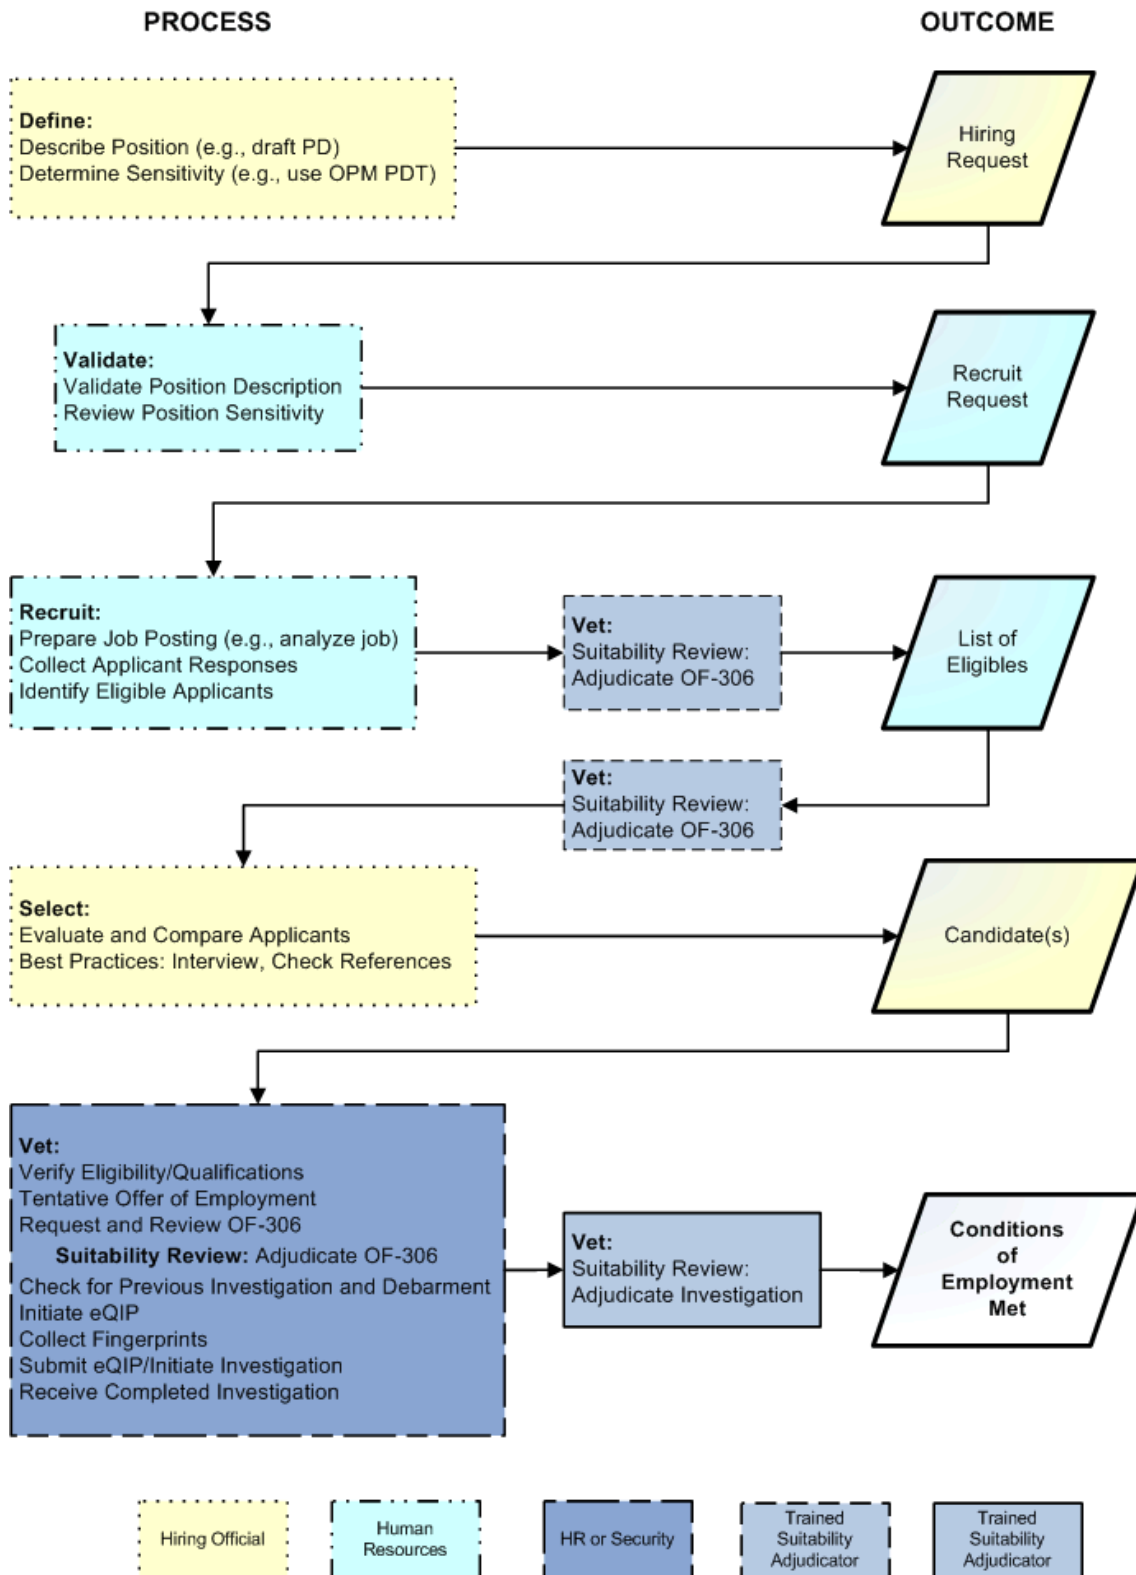 PROCESS
OUTCOME
Define:
Describe Position (e.g., draft PD)
Determine Sensitivity (e.g., use OPM PDT)
Hiring
Request
Validate:
Validate Position Description
Review Position Sensitivity
Recruit
Request
Recruit:
Prepare Job Posting (e.g., analyze job)
Collect Applicant Responses
Identify Eligible Applicants
Vet:
Suitability Review:
Adjudicate OF-306
List of
Eligibles
Vet:
Suitability Review:
Adjudicate OF-306
Select:
Evaluate and Compare Applicants
Best Practices: Interview, Check References
Candidate(s)
Vet:
Verify Eligibility/Qualifications
Tentative Offer of Employment
Request and Review OF-306
Suitability Review: Adjudicate OF-306
Check for Previous Investigation and Debarment
Initiate eQIP
Collect Fingerprints
Submit eQIP/Initiate Investigation
Receive Completed Investigation
Vet:
Suitability Review:
Adjudicate Investigation
Conditions
of
Employment
Met
Hiring Official
Human
Resources
HR or Security
Trained
Suitability
Adjudicator
Trained
Suitability
Adjudicator